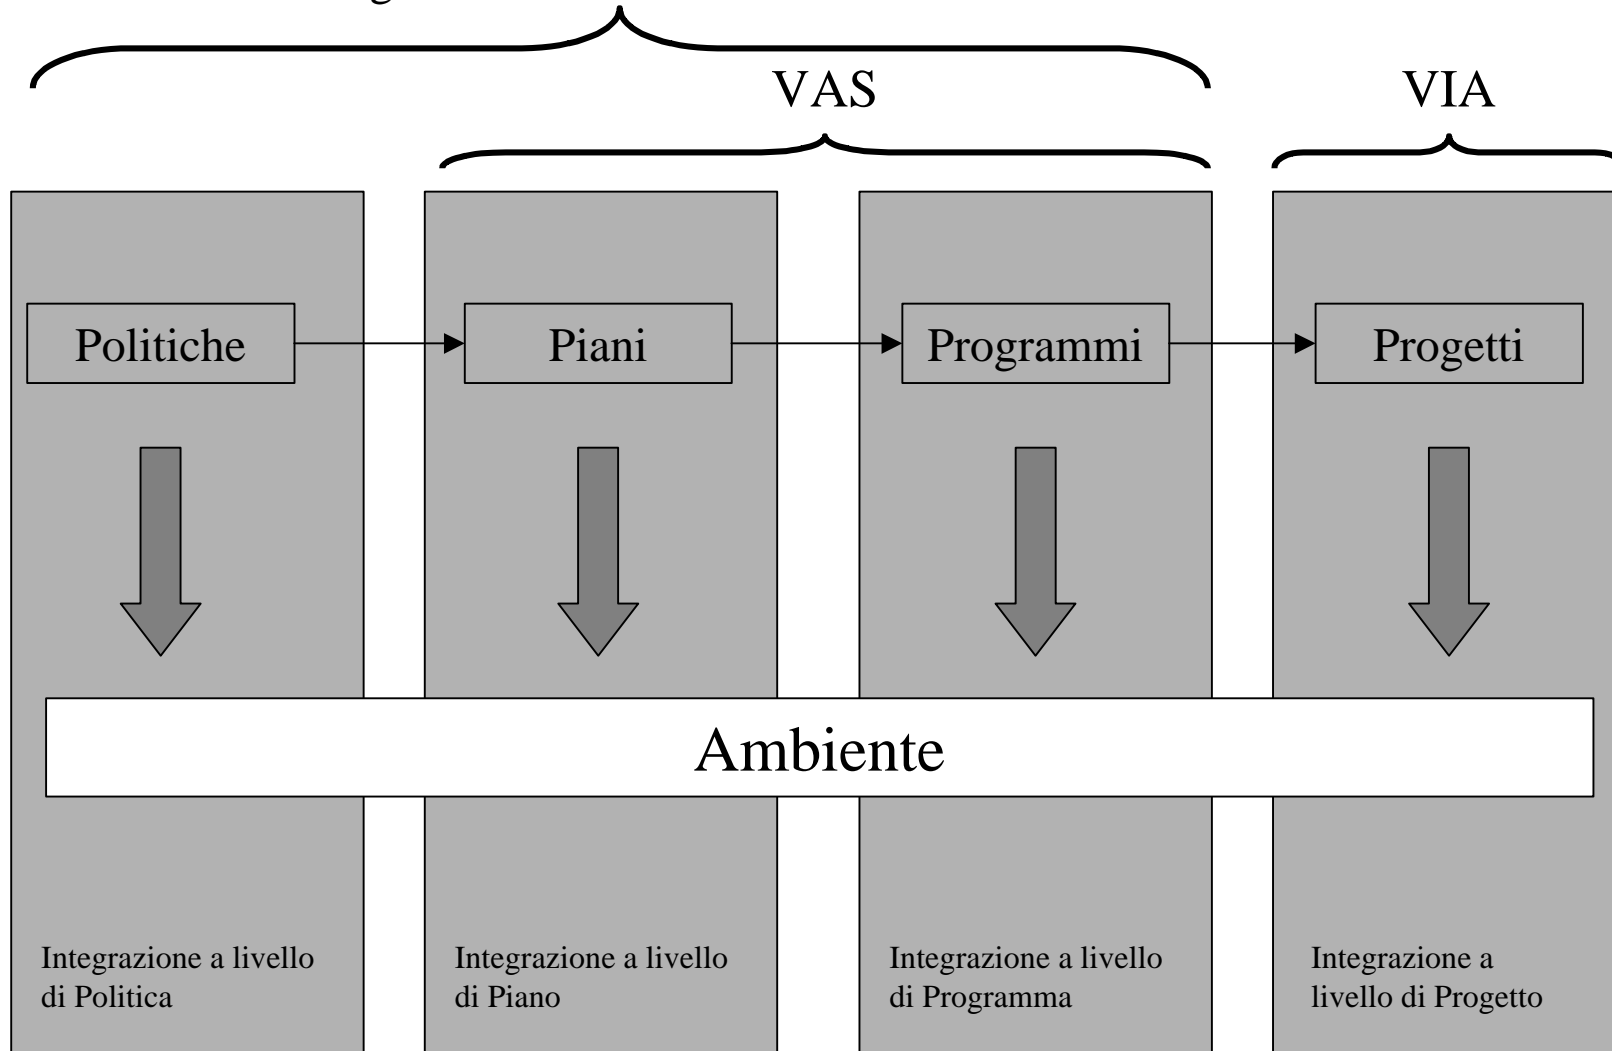 VAS
VIA
Politiche
Piani
Programmi
Progetti
Ambiente
Integrazione a livello
di Politica
Integrazione a livello
di Piano
Integrazione a livello
di Programma
Integrazione a
livello di Progetto